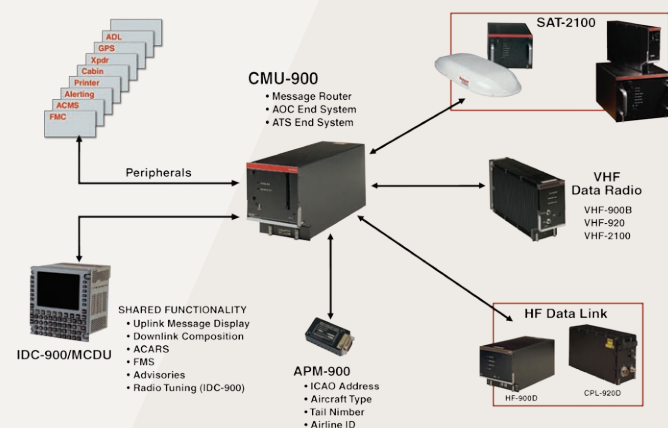 ADL
GPS
Xpdr
Cabin
Printer
Alerting
ACMS
FMC
Peripherals
CMU-900
• Message Router
• AOC End System
• ATS End System
SAT-2100
VHF
Data Radio
VHF-900B
VHF-920
VHF-2100
IDC-900/MCDU
SHARED FUNCTIONALITY
• Uplink Message Display
• Downlink Composition
• ACARS
• FMS
• Advisories
• Radio Tuning (IDC-900)
APM-900
• ICAO Address
• Aircraft Type
• Tail Nimber
• Airline ID
HF Data Link
HF-900D
CPL-920D